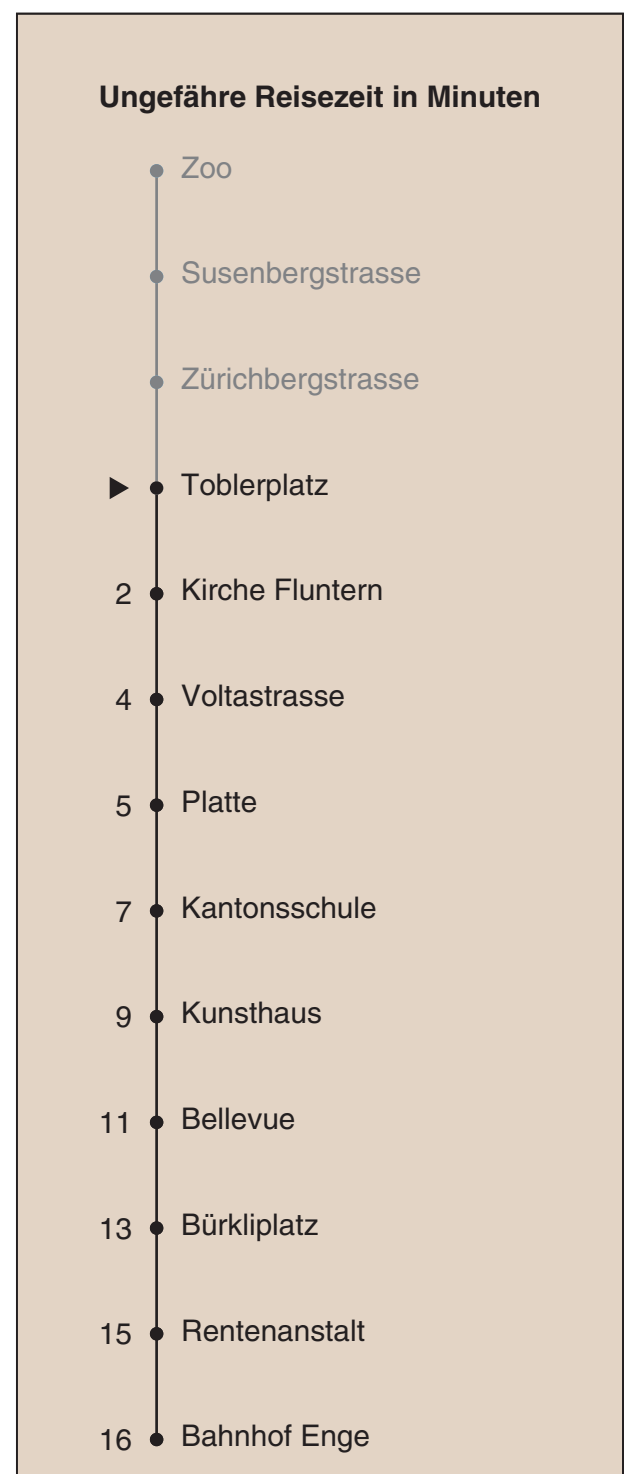 Ungefähre Reisezeit in Minuten
Zoo
Susenbergstrasse
Zürichbergstrasse
Toblerplatz
2 Kirche Fluntern
4 Voltastrasse
5 Platte
7 Kantonsschule
9 Kunsthaus
11 Bellevue
13 Bürkliplatz
15 Rentenanstalt
16 Bahnhof Enge